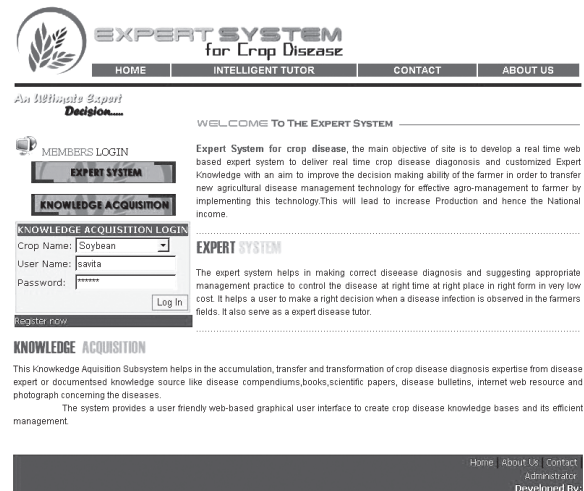 EXPERT SYSTEM
for Crop Disease
HOME INTELLIGENT TUTOR CONTACT ABOUT US
An Ultimate Expert
Decision.....
WELCOME TO THE EXPERT SYSTEM
MEMBERS LOGIN
EXPERT SYSTEM
KNOWLEDGE ACQUISITION
KNOWLEDGE ACQUISITION LOGIN
Crop Name: Soybean
User Name: savita
Password: ******
Log In
Register now
Expert System for crop disease, the main objective of site is to develop a real time web
based expert system to deliver real time crop disease diagonosis and customized Expert
Knowledge with an aim to improve the decision making ability of the farmer in order to transfer
new agricultural disease management technology for effective agro-management to farmer by
implementing this technology.This will lead to increase Production and hence the National
income.
EXPERT SYSTEM
The expert system helps in making correct diseease diagnosis and suggesting appropriate
management practice to control the disease at right time at right place in right form in very low
cost. It helps a user to make a right decision when a disease infection is observed in the farmers
fields. It also serve as a expert disease tutor.
KNOWLEDGE ACQUISITION
This Knowkedge Aquisition Subsystem helps in the accumulation, transfer and transformation of crop disease diagnosis expertise from disease
expert or documentsed knowledge source like disease compendiums,books,scientific papers, disease bulletins, internet web resource and
photograph concerning the diseases.
The system provides a user friendly web-based graphical user interface to create crop disease knowledge bases and its efficient
management.
Home | About Us | Contact
Administrator
Developed By: